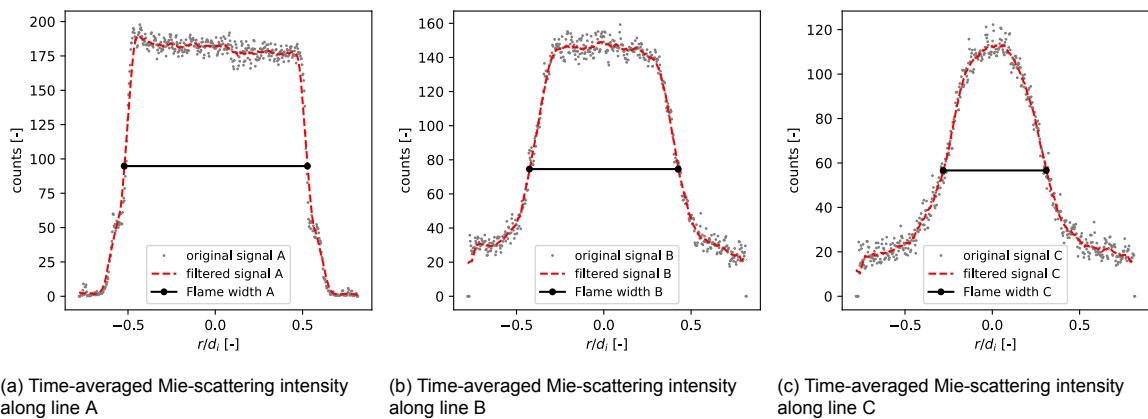 200
175
150
125
100
75
50
25
0
counts [-]
original signal A
filtered signal A
Flame width A
−0.5 0.0 0.5
r/d_i [-]
(a) Time-averaged Mie-scattering intensity
along line A
160
140
120
100
80
60
40
20
0
counts [-]
original signal B
filtered signal B
Flame width B
−0.5 0.0 0.5
r/d_i [-]
(b) Time-averaged Mie-scattering intensity
along line B
120
100
80
60
40
20
0
counts [-]
original signal C
filtered signal C
Flame width C
−0.5 0.0 0.5
r/d_i [-]
(c) Time-averaged Mie-scattering intensity
along line C